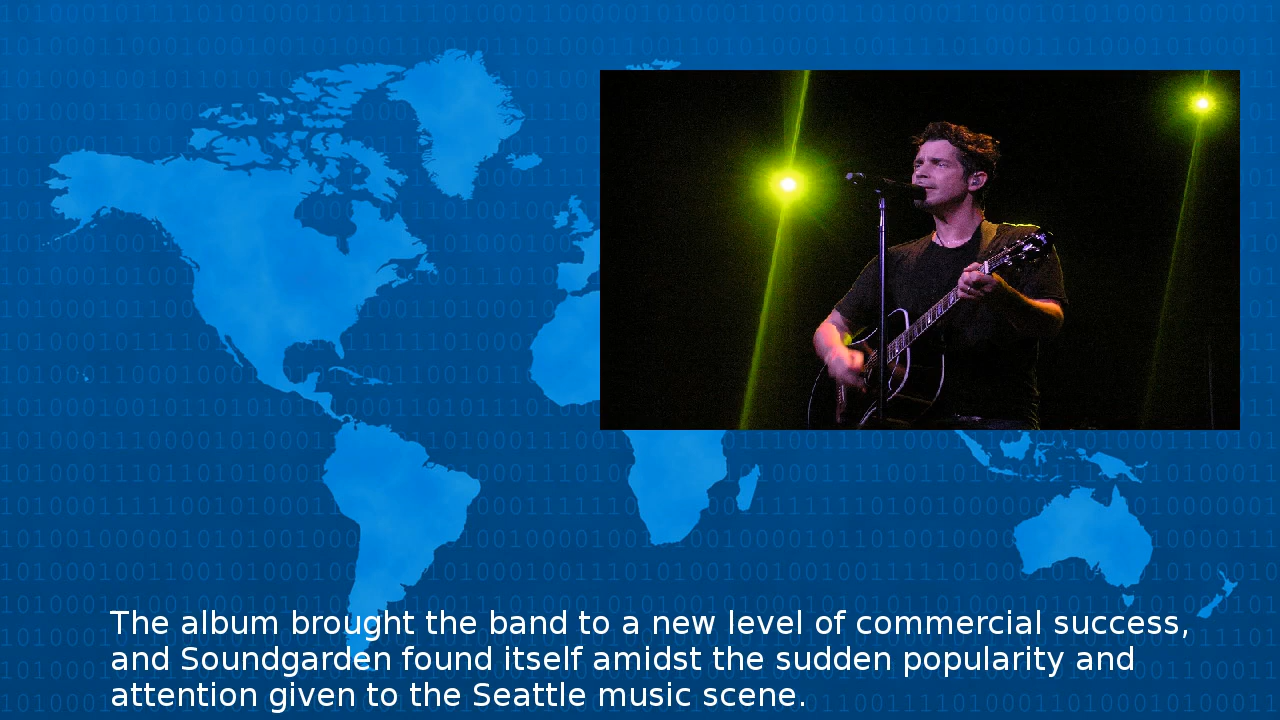 The album brought the band to a new level of commercial success,
and Soundgarden found itself amidst the sudden popularity and
attention given to the Seattle music scene.